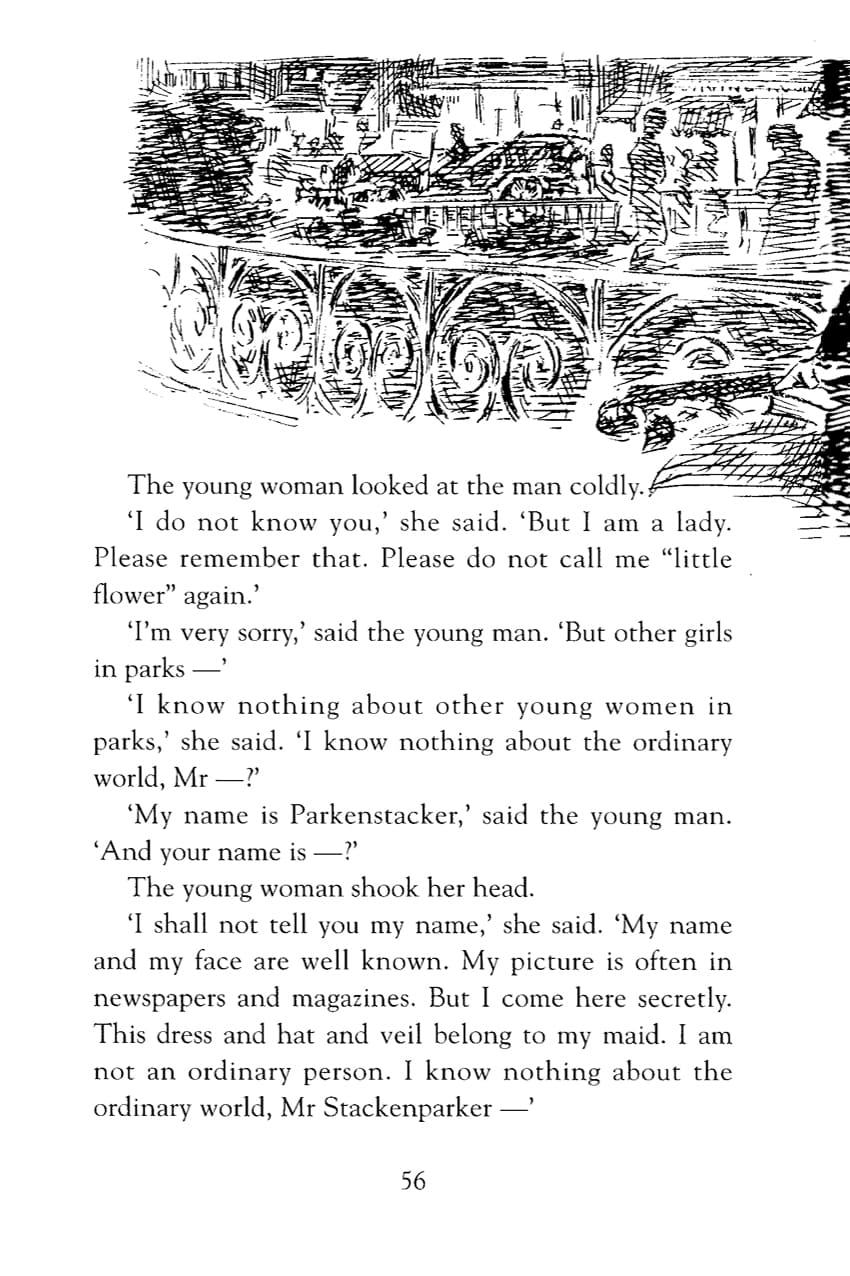 The young woman looked at the man coldly.
‘I do not know you,’ she said. ‘But I am a lady.
Please remember that. Please do not call me “little
flower” again.’
‘I’m very sorry,’ said the young man. ‘But other girls
in parks —’
‘I know nothing about other young women in
parks,’ she said. ‘I know nothing about the ordinary
world, Mr —?’
‘My name is Parkenstacker,’ said the young man.
‘And your name is —?’
The young woman shook her head.
‘I shall not tell you my name,’ she said. ‘My name
and my face are well known. My picture is often in
newspapers and magazines. But I come here secretly.
This dress and hat and veil belong to my maid. I am
not an ordinary person. I know nothing about the
ordinary world, Mr Stackenparker —’
56